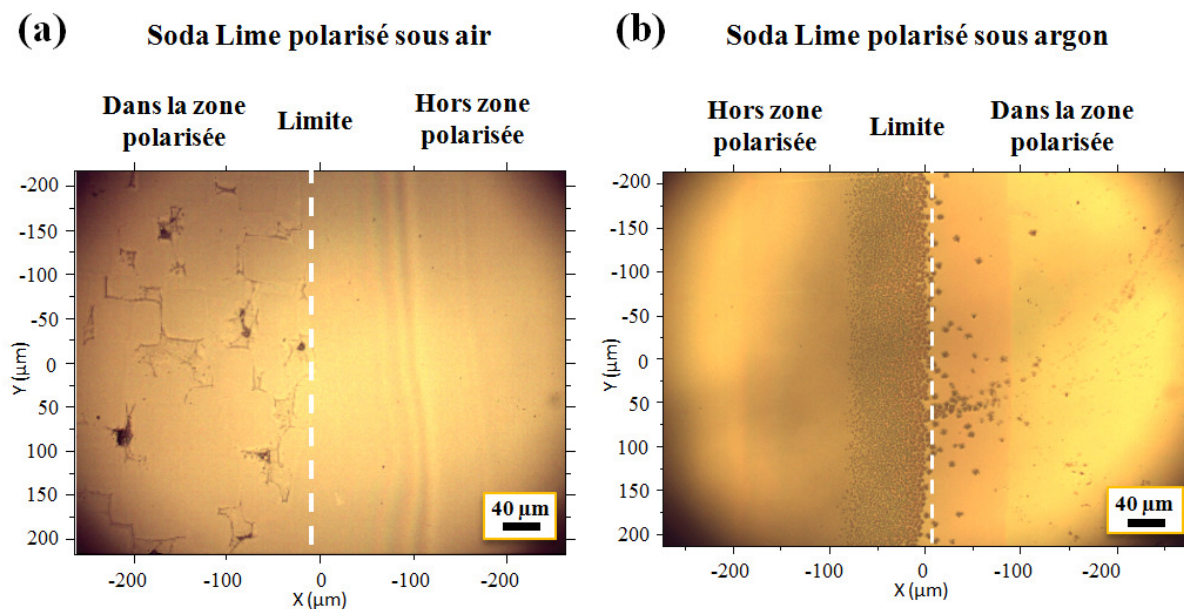 (a)
Soda Lime polarisé sous air
Dans la zone
polarisée
Limite
Hors zone
polarisée
-200
-150
-100
-50
0
50
100
150
200
Y (µm)
40 µm
-200
-100
0
-100
-200
X (µm)
(b)
Soda Lime polarisé sous argon
Hors zone
polarisée
Limite
Dans la zone
polarisée
-200
-150
-100
-50
0
50
100
150
200
Y (µm)
40 µm
-200
-100
0
-100
-200
X (µm)